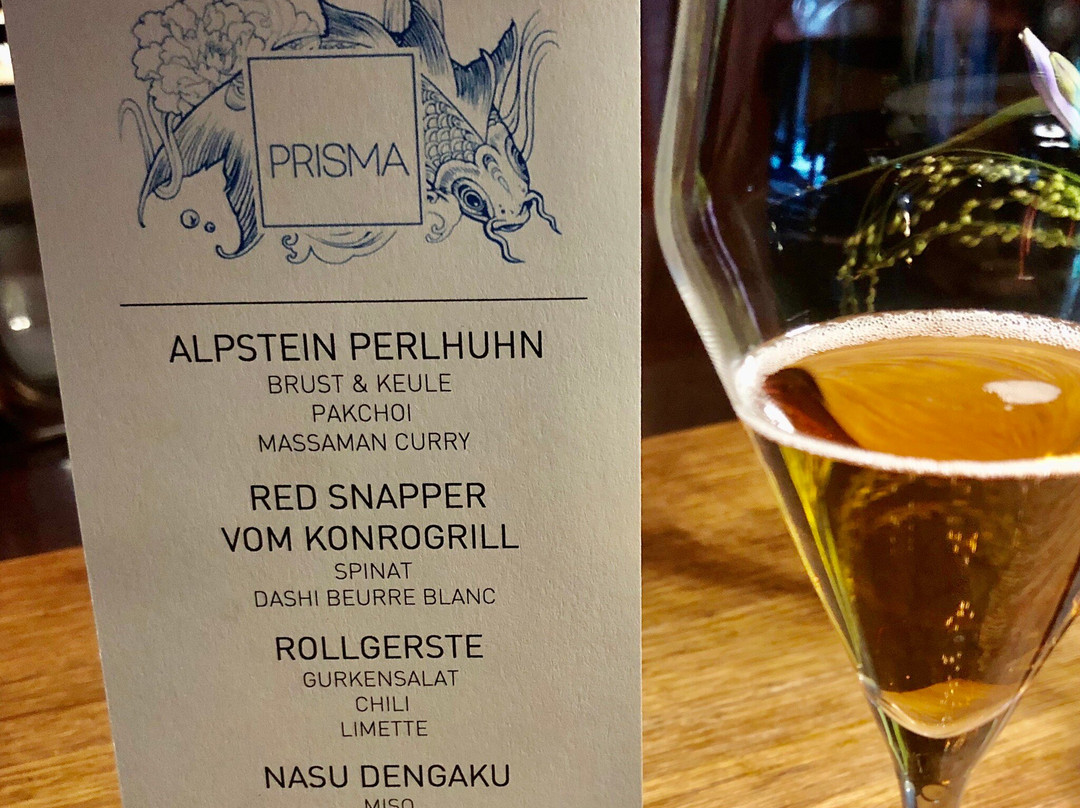 PRISMA
ALPSTEIN PERLHUHN
BRUST & KEULE
PAKCHOI
MASSAMAN CURRY
RED SNAPPER
VOM KONROGRILL
SPINAT
DASHI BEURRE BLANC
ROLLGERSTE
GURKENSALAT
CHILI
LIMETTE
NASU DENGAKU
MISO